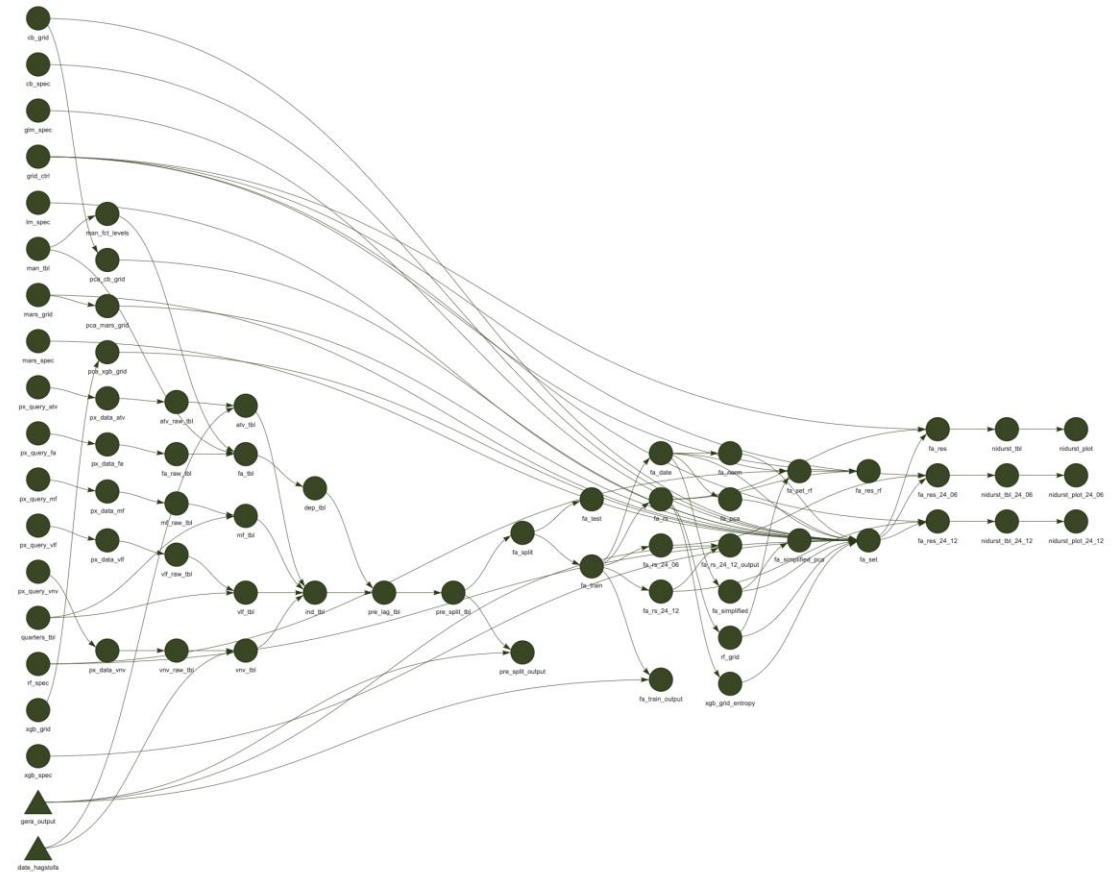 cb_grid
cb_spec
glm_spec
grid_ctrl
lm_spec
man_tbl
mars_grid
mars_spec
px_query_atv
px_query_fa
px_query_mf
px_query_vlf
px_query_vnv
quarters_tbl
rf_spec
xgb_grid
xgb_spec
gera_output
date_hagstofa
man_fct_levels
pca_cb_grid
pca_mars_grid
pca_xgb_grid
px_data_atv
px_data_fa
px_data_mf
px_data_vlf
px_data_vnv
atv_raw_tbl
fa_raw_tbl
mf_raw_tbl
vlf_raw_tbl
vnv_raw_tbl
atv_tbl
fa_tbl
mf_tbl
vlf_tbl
vnv_tbl
dep_tbl
ind_tbl
pre_lag_tbl
pre_split_tbl
fa_split
pre_split_output
fa_test
fa_train
fa_date
fa_rs
fa_rs_24_06
fa_rs_24_12
fa_train_output
fa_norm
fa_pca
fa_rs_24_12_output
fa_simplified
rf_grid
xgb_grid_entropy
fa_set_rf
fa_simplified_pca
fa_res_rf
fa_set
fa_res
fa_res_24_06
fa_res_24_12
nidurst_tbl
nidurst_tbl_24_06
nidurst_tbl_24_12
nidurst_plot
nidurst_plot_24_06
nidurst_plot_24_12